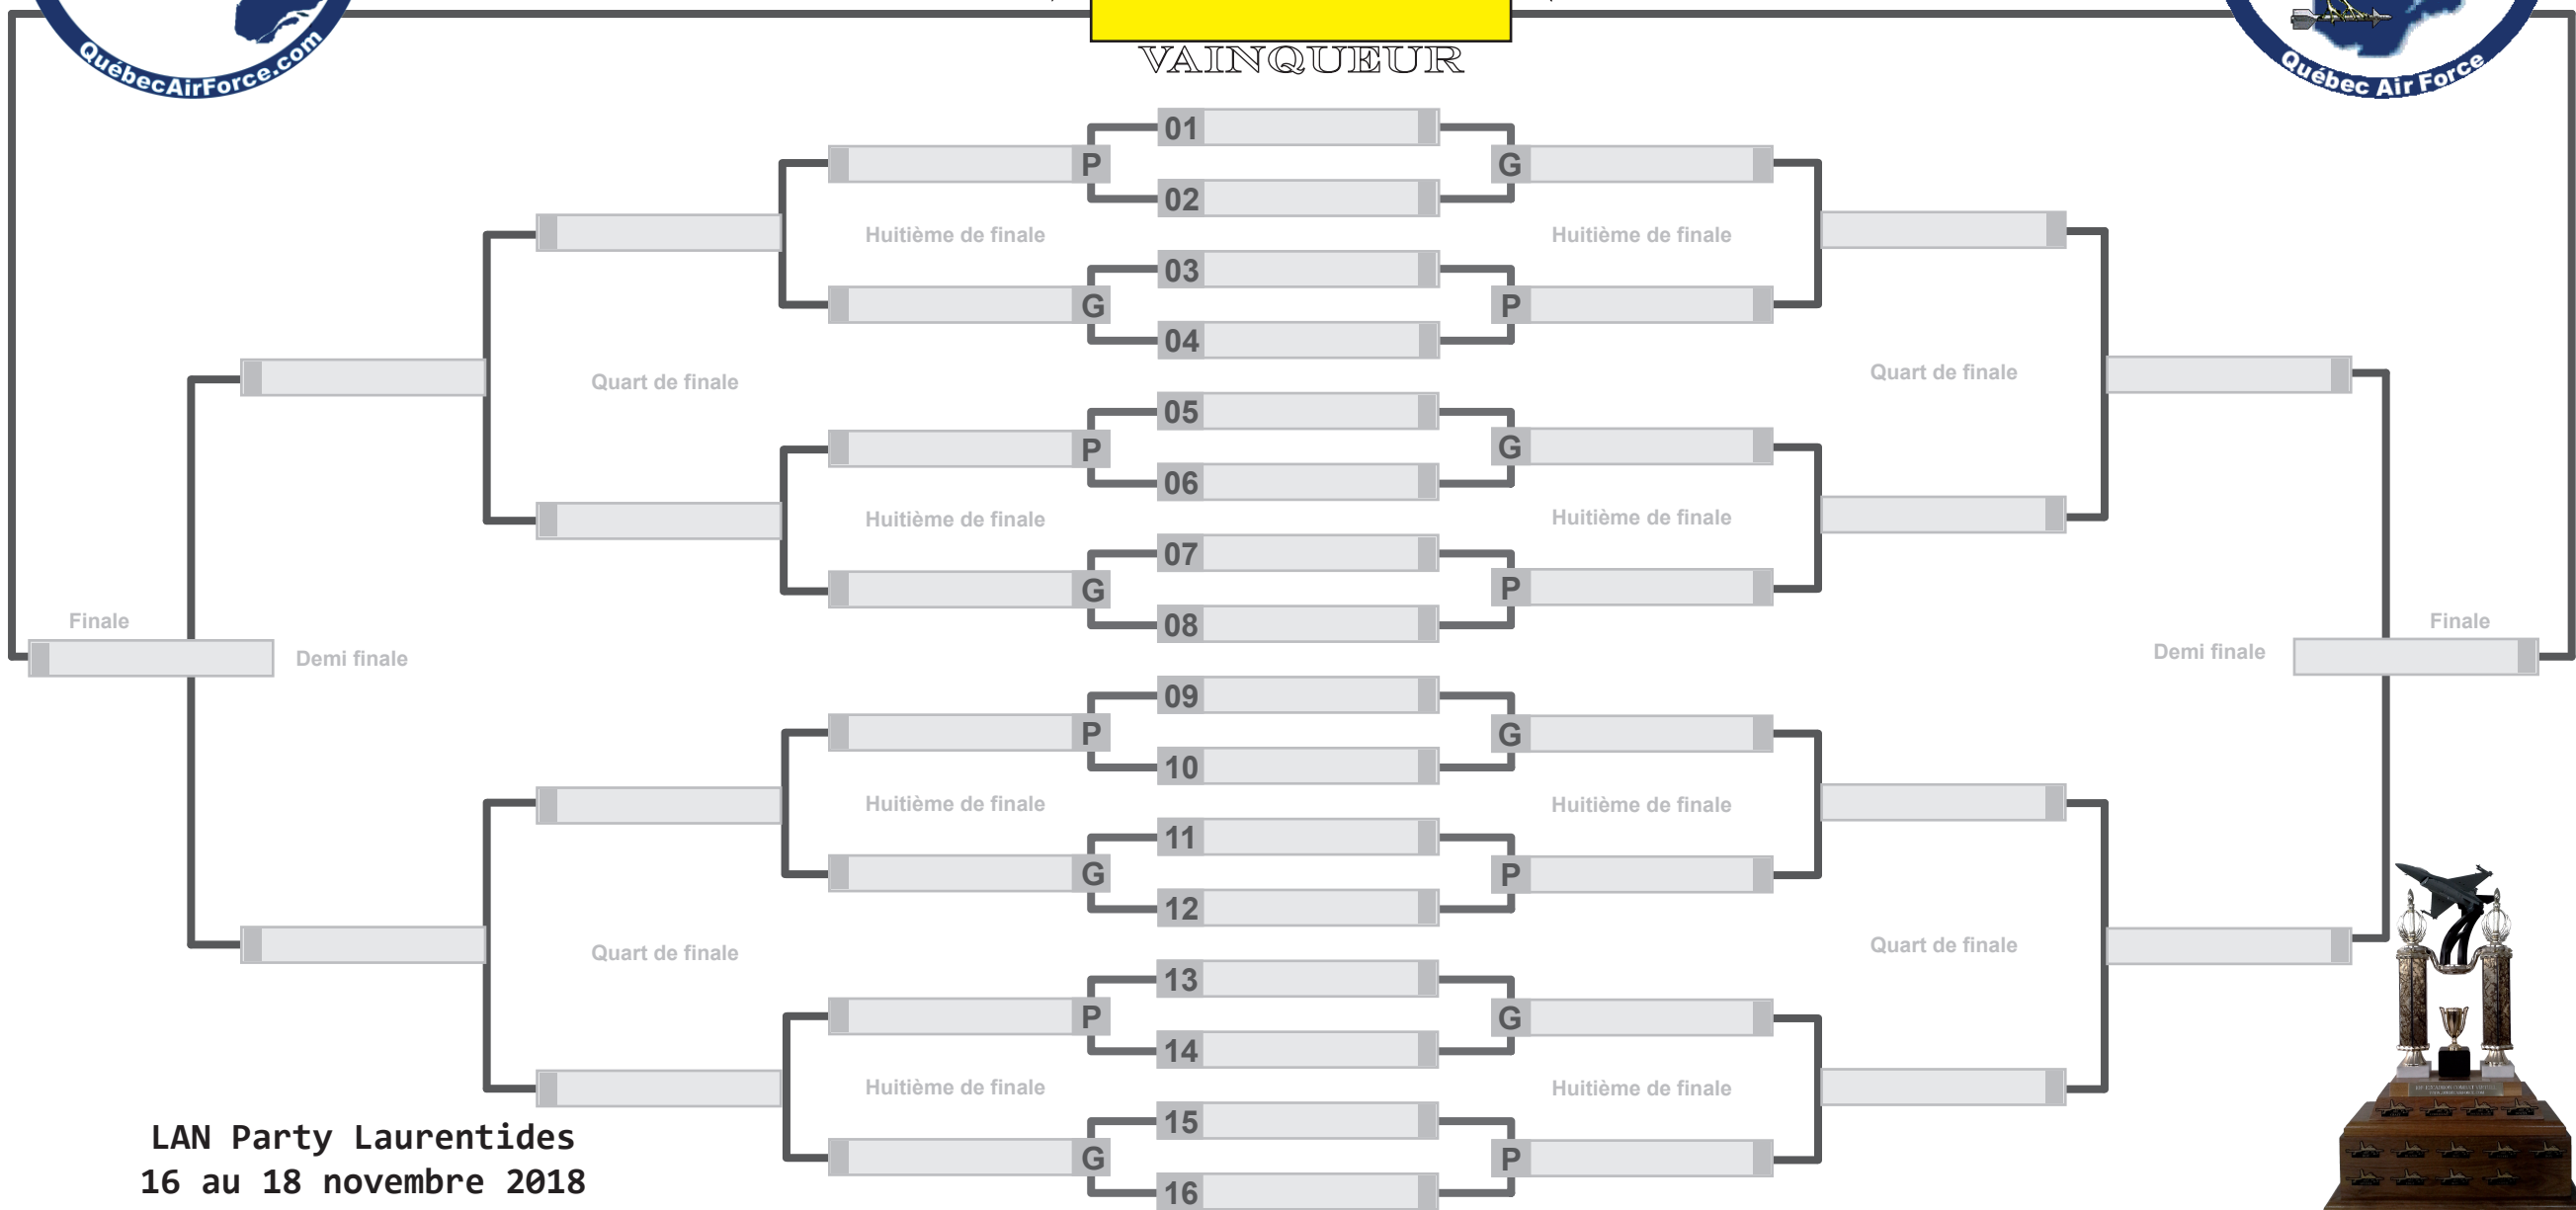 QuébecAirForce.com
VAINQUEUR
Québec Air Force
01
P
G
02
Huitième de finale
Huitième de finale
03
G
P
04
Quart de finale
Quart de finale
05
P
G
06
Huitième de finale
Huitième de finale
07
G
P
08
Finale
Finale
Demi finale
Demi finale
09
P
G
10
Huitième de finale
Huitième de finale
11
G
P
12
Quart de finale
Quart de finale
13
P
G
14
Huitième de finale
Huitième de finale
15
G
P
16
LAN Party Laurentides
16 au 18 novembre 2018